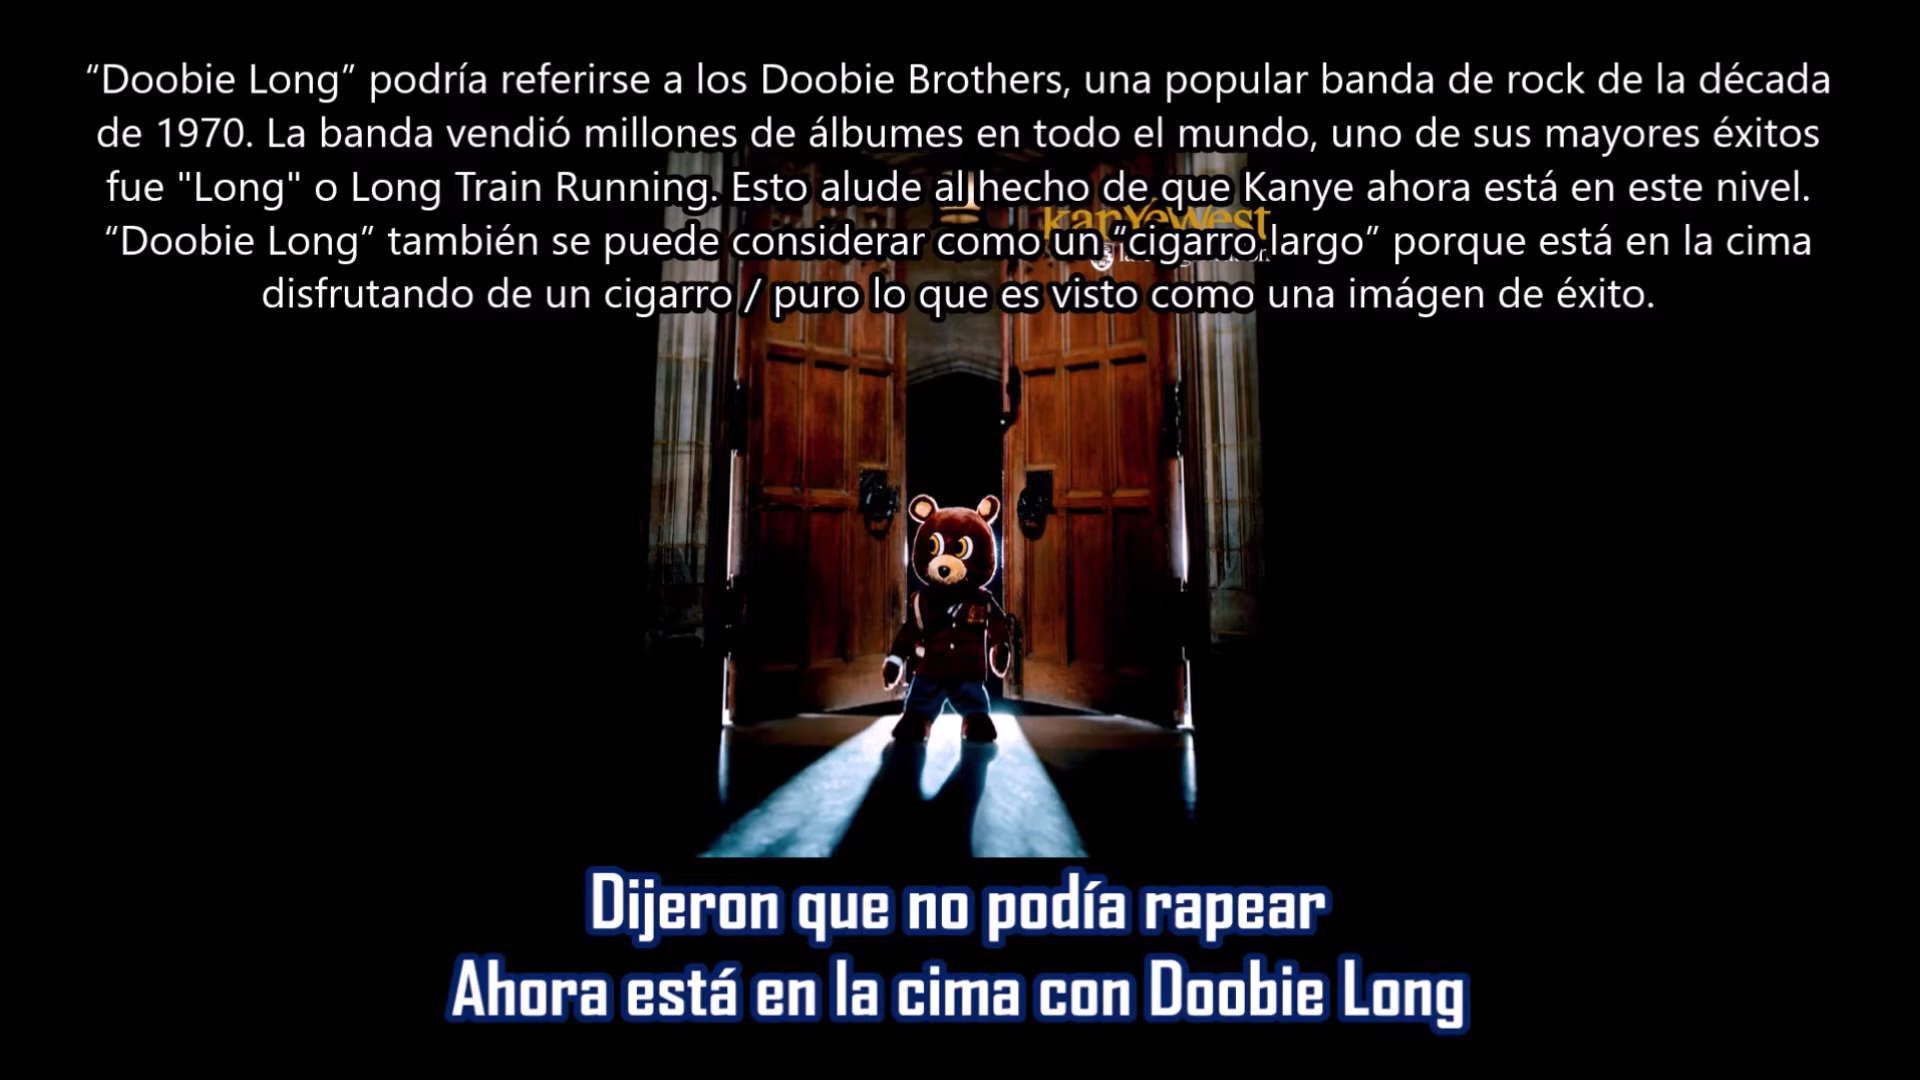 “Doobie Long” podría referirse a los Doobie Brothers, una popular banda de rock de la década
de 1970. La banda vendió millones de álbumes en todo el mundo, uno de sus mayores éxitos
fue "Long" o Long Train Running. Esto alude al hecho de que Kanye ahora está en este nivel.
kanYeWest
“Doobie Long” también se puede considerar como un “cigarro largo” porque está en la cima
disfrutando de un cigarro / puro lo que es visto como una imágen de éxito.
Dijeron que no podía rapear
Ahora está en la cima con Doobie Long